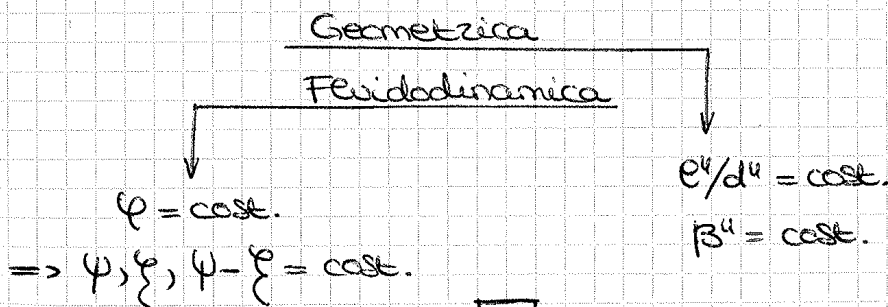 Geometrica
Fluidodinamica
φ = cost.
=> ψ, ξ, ψ-ξ = cost.
l"/d" = cost.
β" = cost.